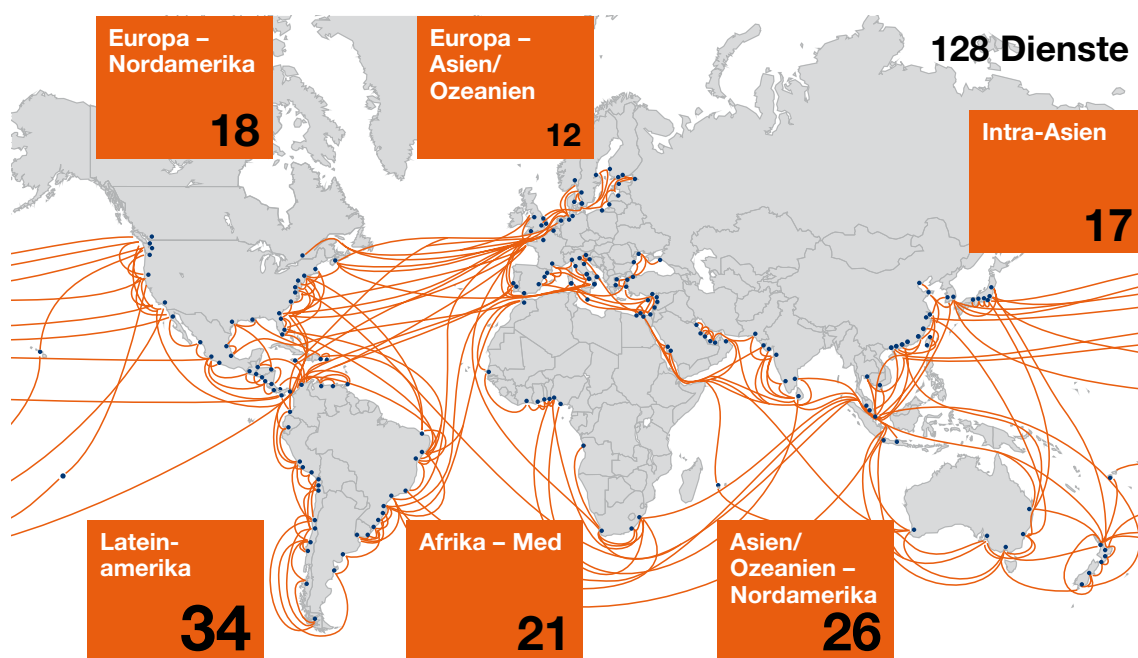 Europa –
Nordamerika
18
Europa –
Asien/
Ozeanien
12
128 Dienste
Intra-Asien
17
Latein-
amerika
34
Afrika – Med
21
Asien/
Ozeanien –
Nordamerika
26